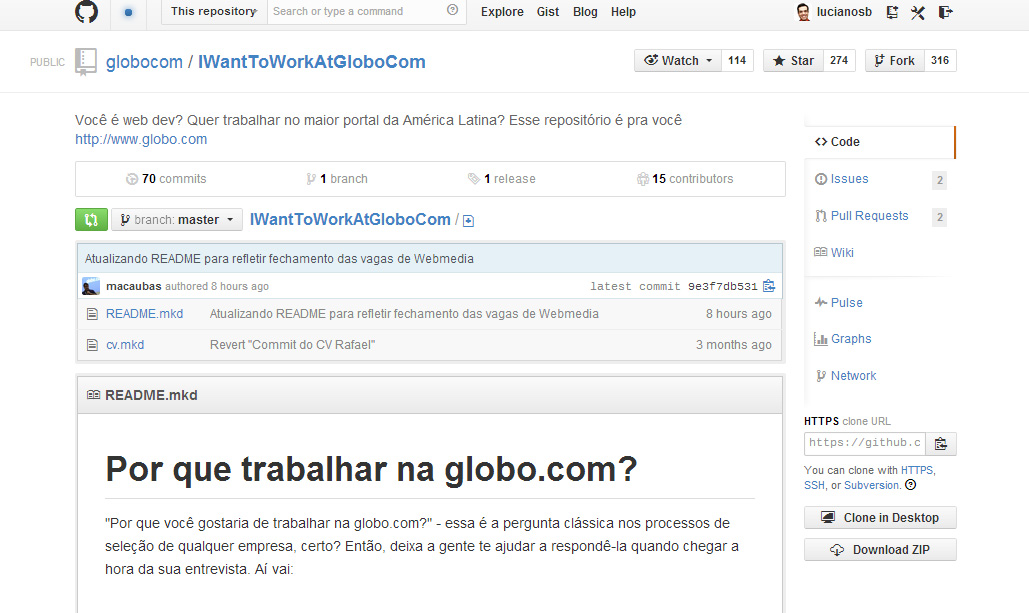 This repository Search or type a command Explore Gist Blog Help lucianosb
PUBLIC globocom / IWantToWorkAtGloboCom Watch 114 Star 274 Fork 316
Você é web dev? Quer trabalhar no maior portal da América Latina? Esse repositório é pra você
http://www.globo.com
70 commits 1 branch 1 release 15 contributors
branch: master IWantToWorkAtGloboCom /
Atualizando README para refletir fechamento das vagas de Webmedia
macaubas authored 8 hours ago latest commit 9e3f7db531
README.mkd Atualizando README para refletir fechamento das vagas de Webmedia 8 hours ago
cv.mkd Revert "Commit do CV Rafael" 3 months ago
README.mkd
Por que trabalhar na globo.com?
"Por que você gostaria de trabalhar na globo.com?" - essa é a pergunta clássica nos processos de
seleção de qualquer empresa, certo? Então, deixa a gente te ajudar a respondê-la quando chegar a
hora da sua entrevista. Aí vai:
Code
Issues 2
Pull Requests 2
Wiki
Pulse
Graphs
Network
HTTPS clone URL
https://github.c
You can clone with HTTPS,
SSH, or Subversion.
Clone in Desktop
Download ZIP